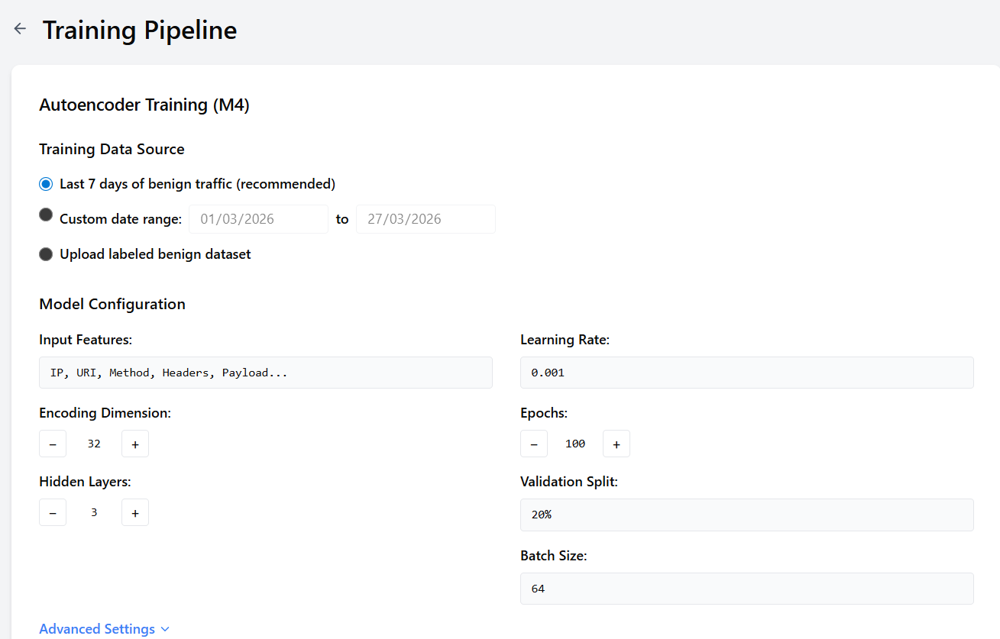 Training Pipeline
Autoencoder Training (M4)
Training Data Source
Last 7 days of benign traffic (recommended)
Custom date range: 01/03/2026 to 27/03/2026
Upload labeled benign dataset
Model Configuration
Input Features:
IP, URI, Method, Headers, Payload...
Encoding Dimension:
− 32 +
Hidden Layers:
− 3 +
Learning Rate:
0.001
Epochs:
− 100 +
Validation Split:
20%
Batch Size:
64
Advanced Settings